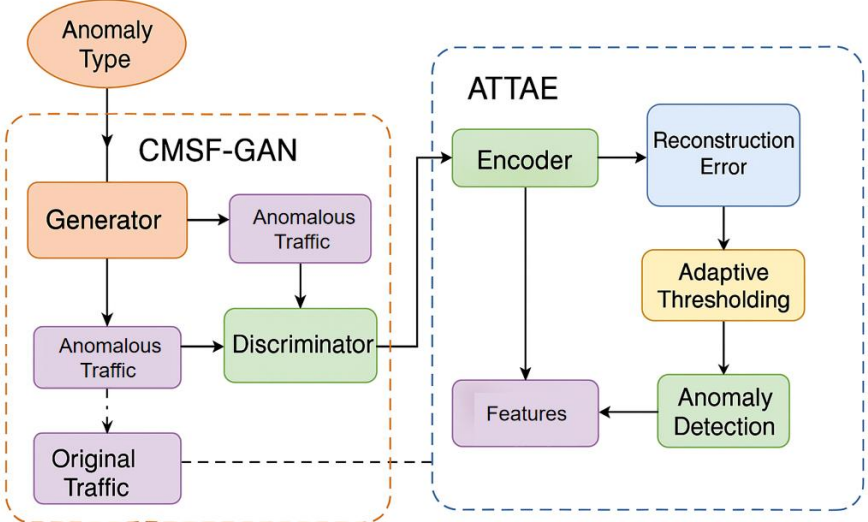 Anomaly
Type
CMSF-GAN
Generator
Anomalous
Traffic
Anomalous
Traffic
Discriminator
Original
Traffic
ATTAE
Encoder
Reconstruction
Error
Adaptive
Thresholding
Features
Anomaly
Detection